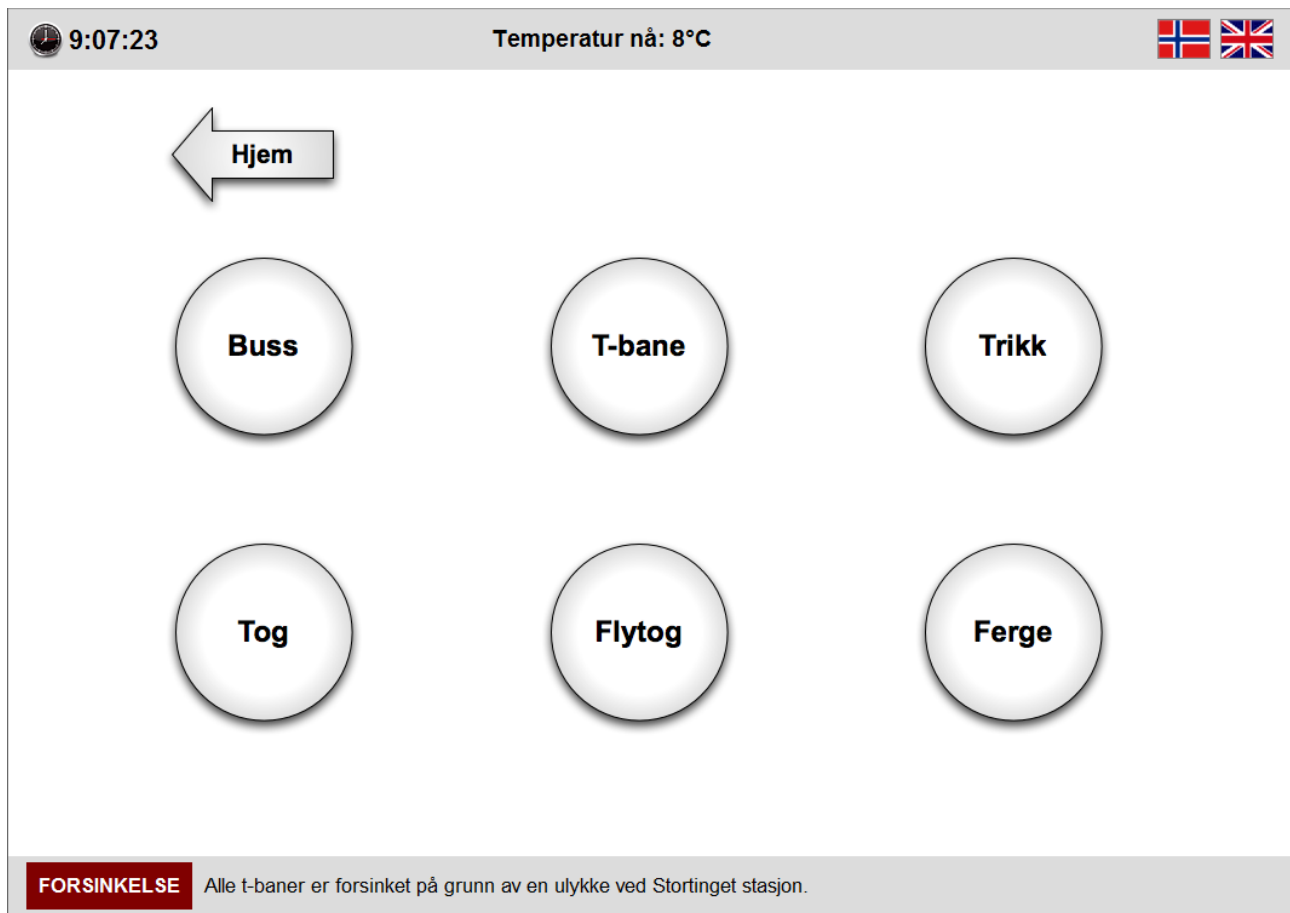 9:07:23 Temperatur nå: 8°C
Hjem
Buss T-bane Trikk
Tog Flytog Ferge
FORSINKELSE Alle t-baner er forsinket på grunn av en ulykke ved Stortinget stasjon.